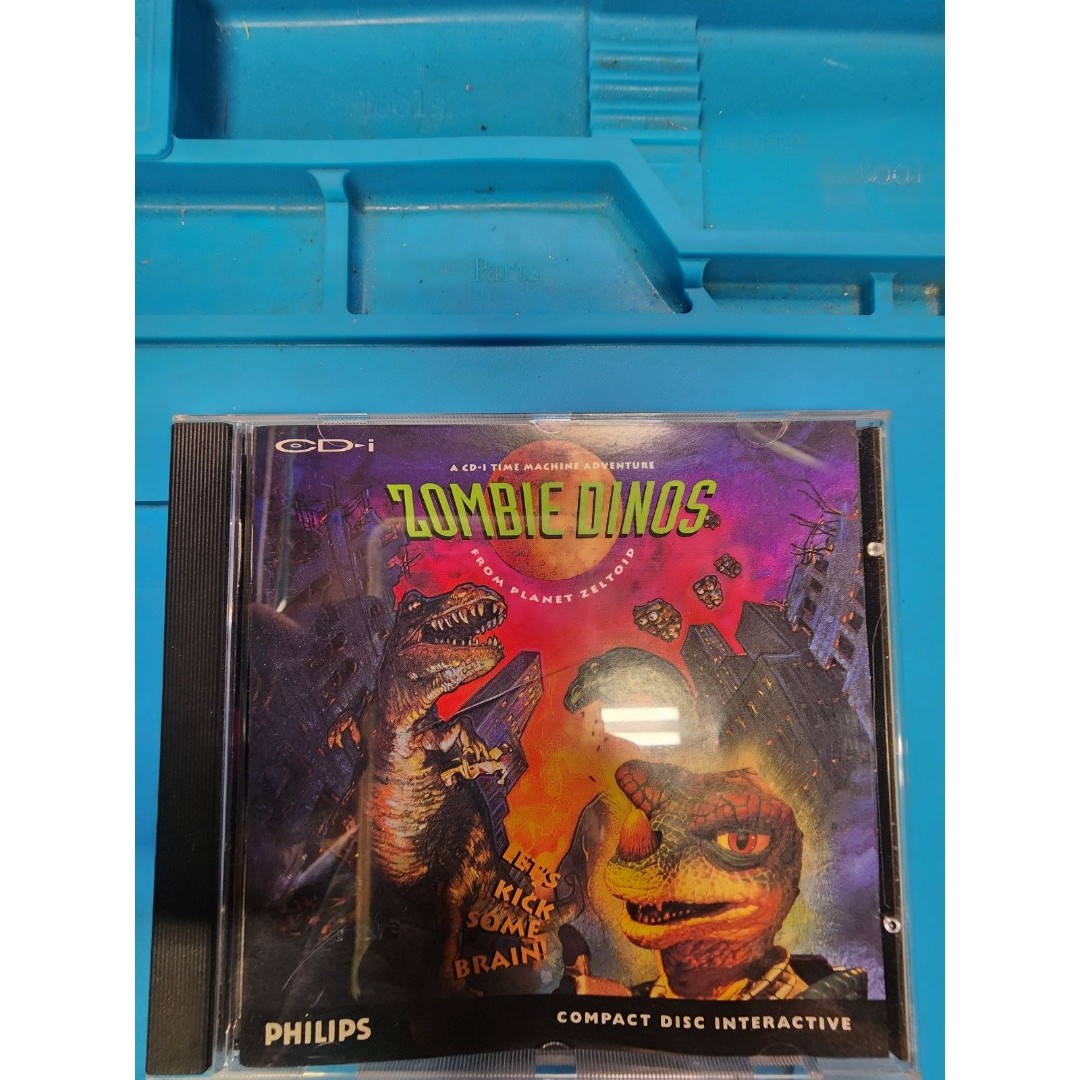 Tools
Parts
CD-i
A CD-I TIME MACHINE ADVENTURE
ZOMBIE DINOS
FROM PLANET ZELTOID
LET'S
KICK
SOME
BRAIN!
PHILIPS
COMPACT DISC INTERACTIVE